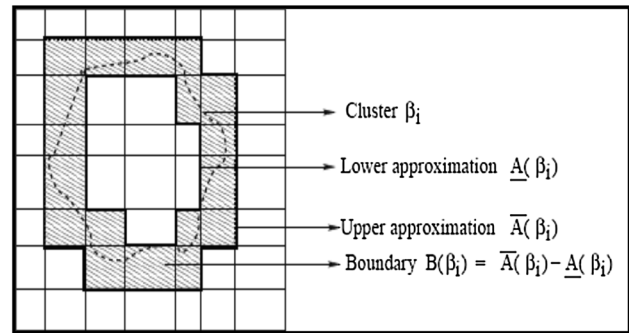 Cluster βi
Lower approximation A(βi)
Upper approximation A̅(βi)
Boundary B(βi) = A̅(βi)-A(βi)